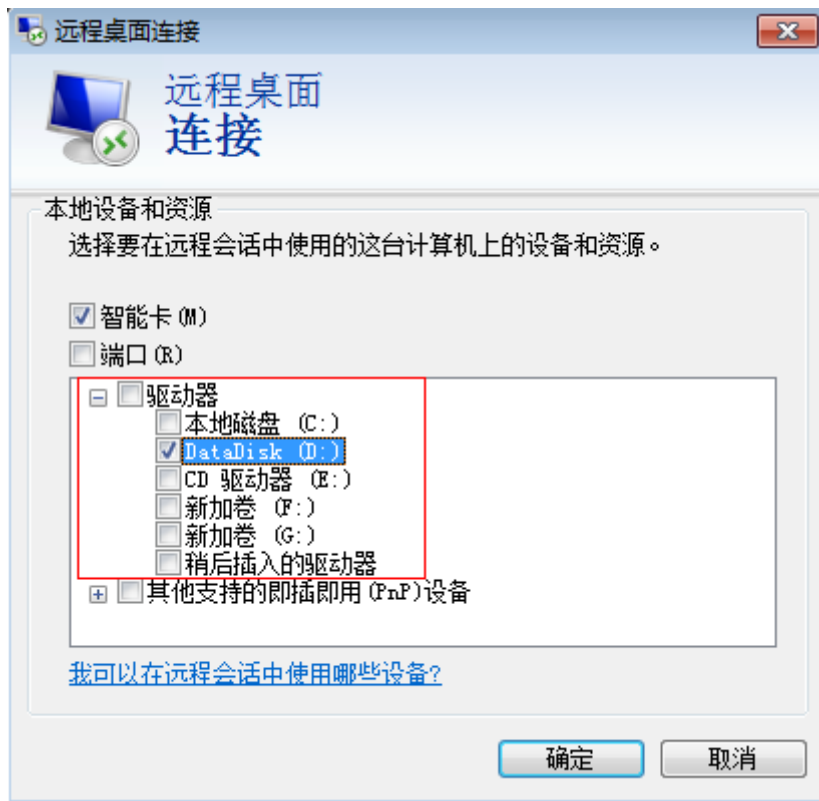 远程桌面连接
远程桌面
连接
本地设备和资源
选择要在远程会话中使用的这台计算机上的设备和资源。
智能卡(M)
端口(R)
驱动器
本地磁盘 (C:)
DataDisk (D:)
CD 驱动器 (E:)
新加卷 (F:)
新加卷 (G:)
稍后插入的驱动器
其他支持的即插即用(PnP)设备
我可以在远程会话中使用哪些设备?
确定
取消